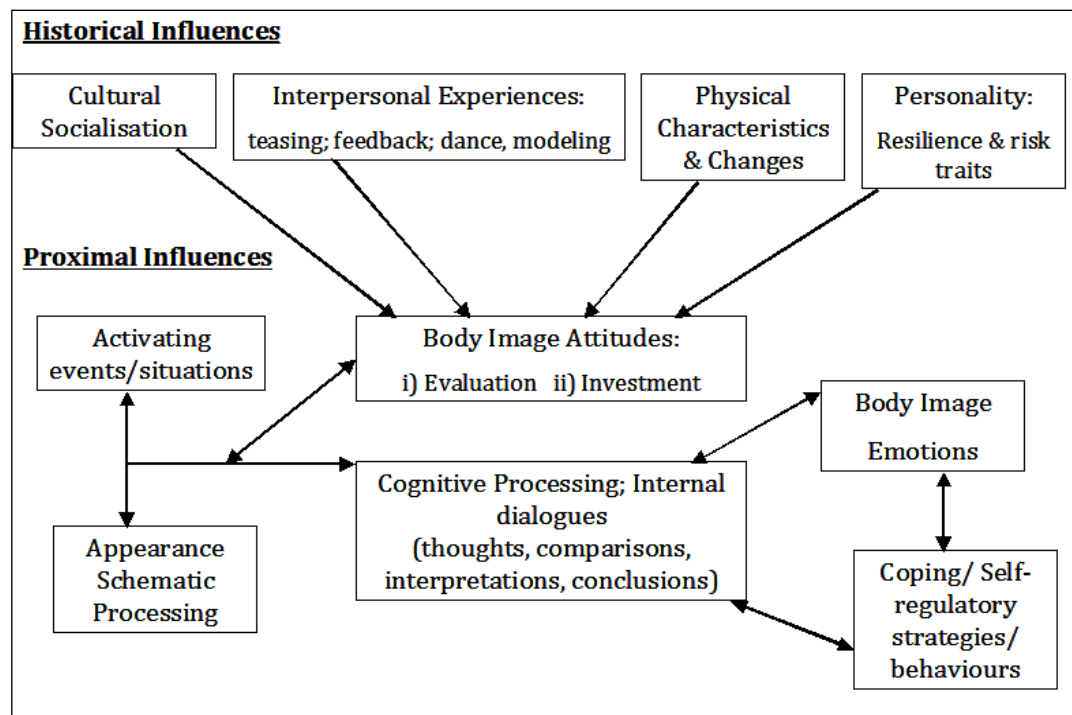 Historical Influences
Cultural
Socialisation
Interpersonal Experiences:
teasing; feedback; dance, modeling
Physical
Characteristics
& Changes
Personality:
Resilience & risk
traits
Proximal Influences
Activating
events/situations
Body Image Attitudes:
i) Evaluation ii) Investment
Body Image
Emotions
Cognitive Processing; Internal
dialogues
(thoughts, comparisons,
interpretations, conclusions)
Appearance
Schematic
Processing
Coping/ Self-
regulatory
strategies/
behaviours